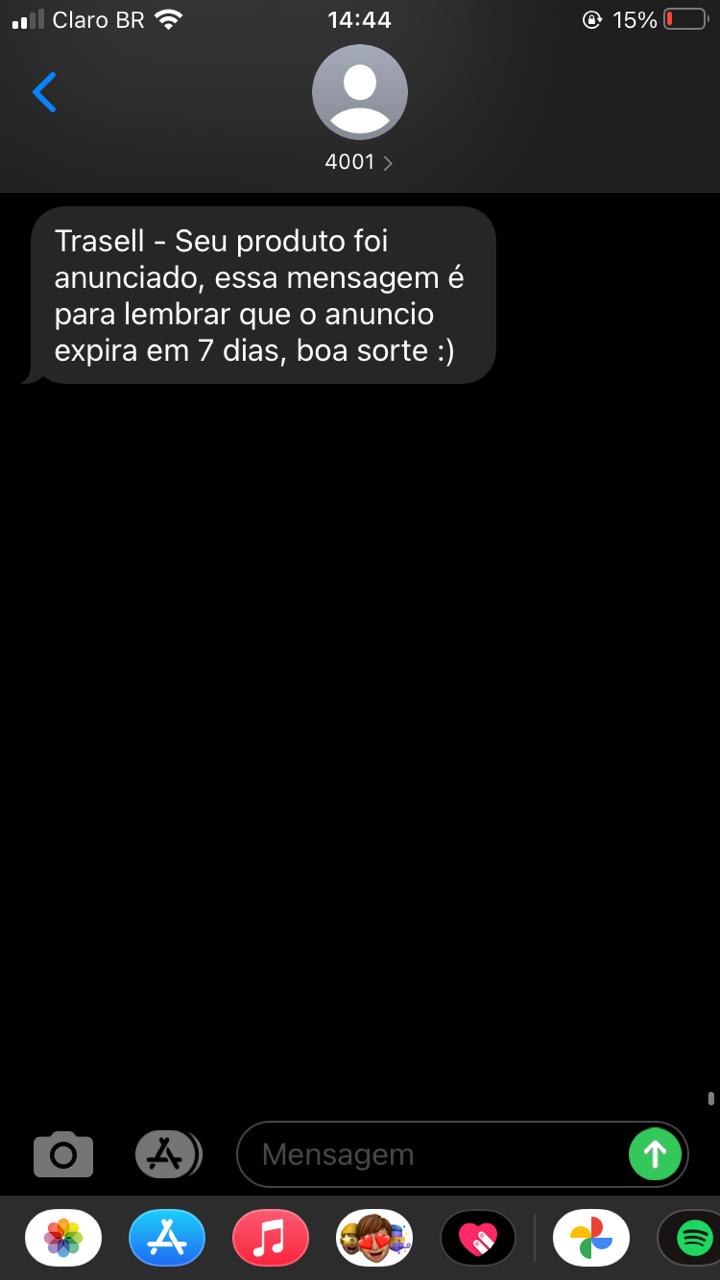 Claro BR 14:44 15%
4001
Trasell - Seu produto foi
anunciado, essa mensagem é
para lembrar que o anuncio
expira em 7 dias, boa sorte :)
Mensagem